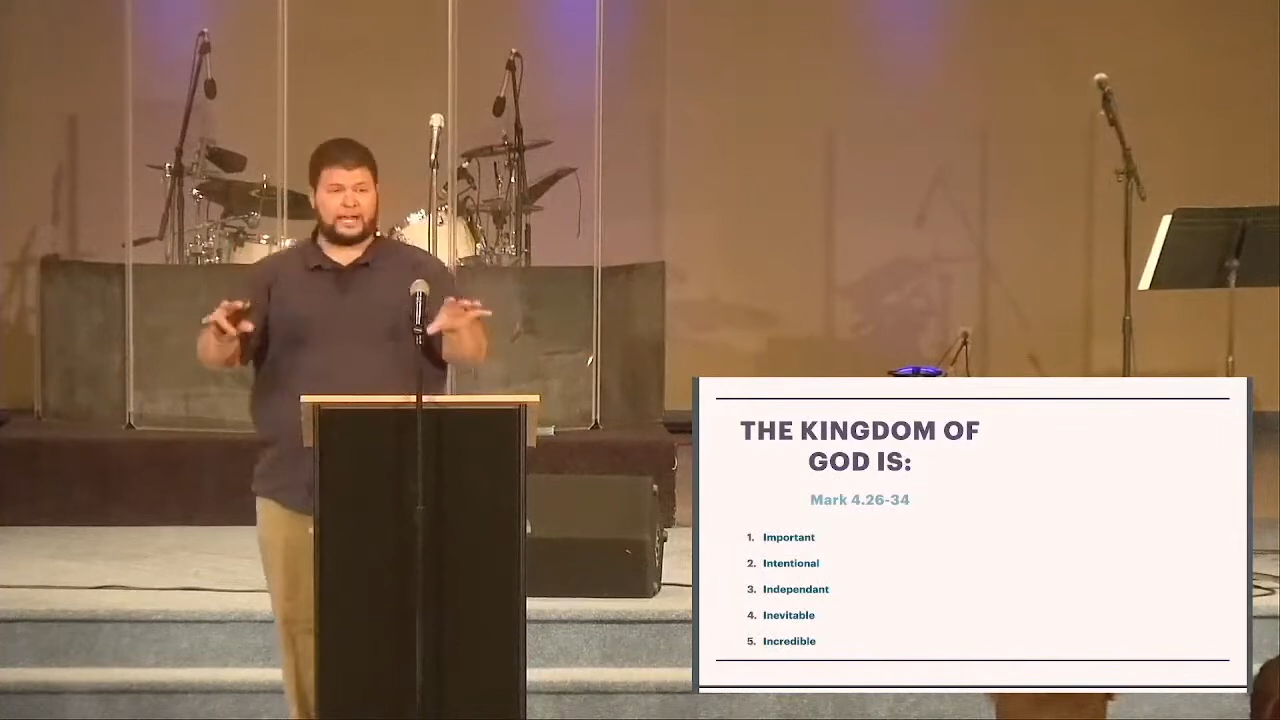 THE KINGDOM OF
GOD IS:
Mark 4.26-34
1. Important
2. Intentional
3. Independant
4. Inevitable
5. Incredible